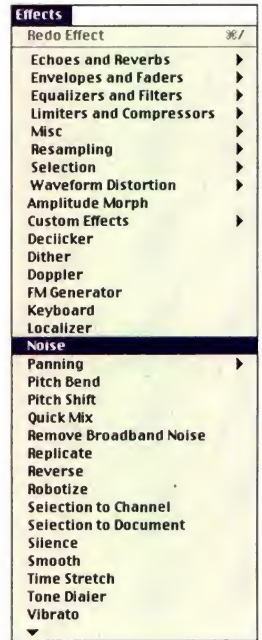 Effects
Redo Effect ⌘/
Echoes and Reverbs
Envelopes and Faders
Equalizers and Filters
Limiters and Compressors
Misc
Resampling
Selection
Waveform Distortion
Amplitude Morph
Custom Effects
Declicker
Dither
Doppler
FM Generator
Keyboard
Localizer
Noise
Panning
Pitch Bend
Pitch Shift
Quick Mix
Remove Broadband Noise
Replicate
Reverse
Robotize
Selection to Channel
Selection to Document
Silence
Smooth
Time Stretch
Tone Dialer
Vibrato